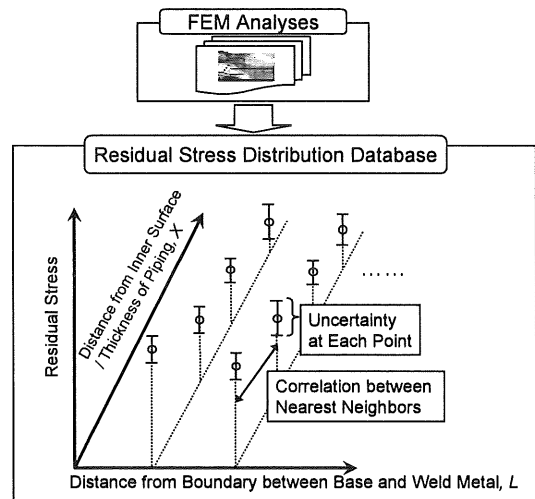 FEM Analyses
Residual Stress Distribution Database
Residual Stress
Distance from Inner Surface
/ Thickness of Piping, X
......
Uncertainty
at Each Point
Correlation between
Nearest Neighbors
Distance from Boundary between Base and Weld Metal, L